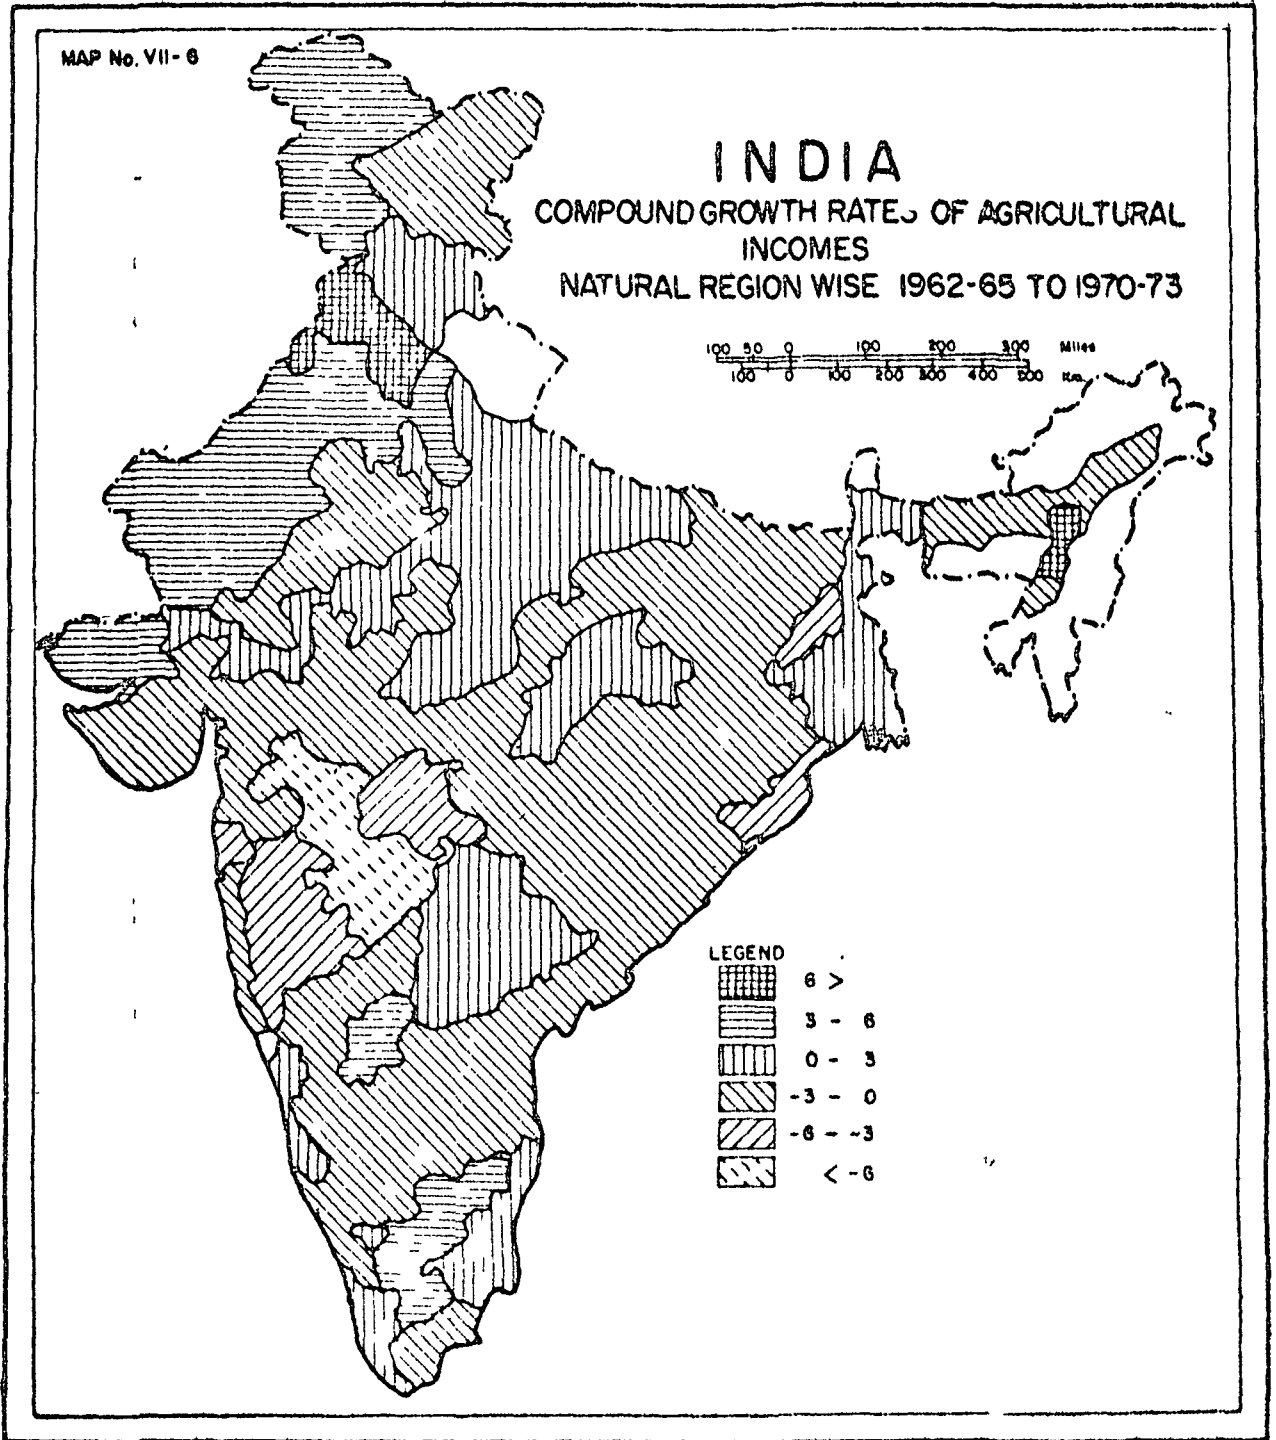 MAP No. VII-6
INDIA
COMPOUND GROWTH RATES OF AGRICULTURAL
INCOMES
NATURAL REGION WISE 1962-65 TO 1970-73
100 50 0 100 200 300 Miles
100 0 100 200 300 400 500 Km.
LEGEND
6 >
3 - 6
0 - 3
-3 - 0
-6 - -3
< -6